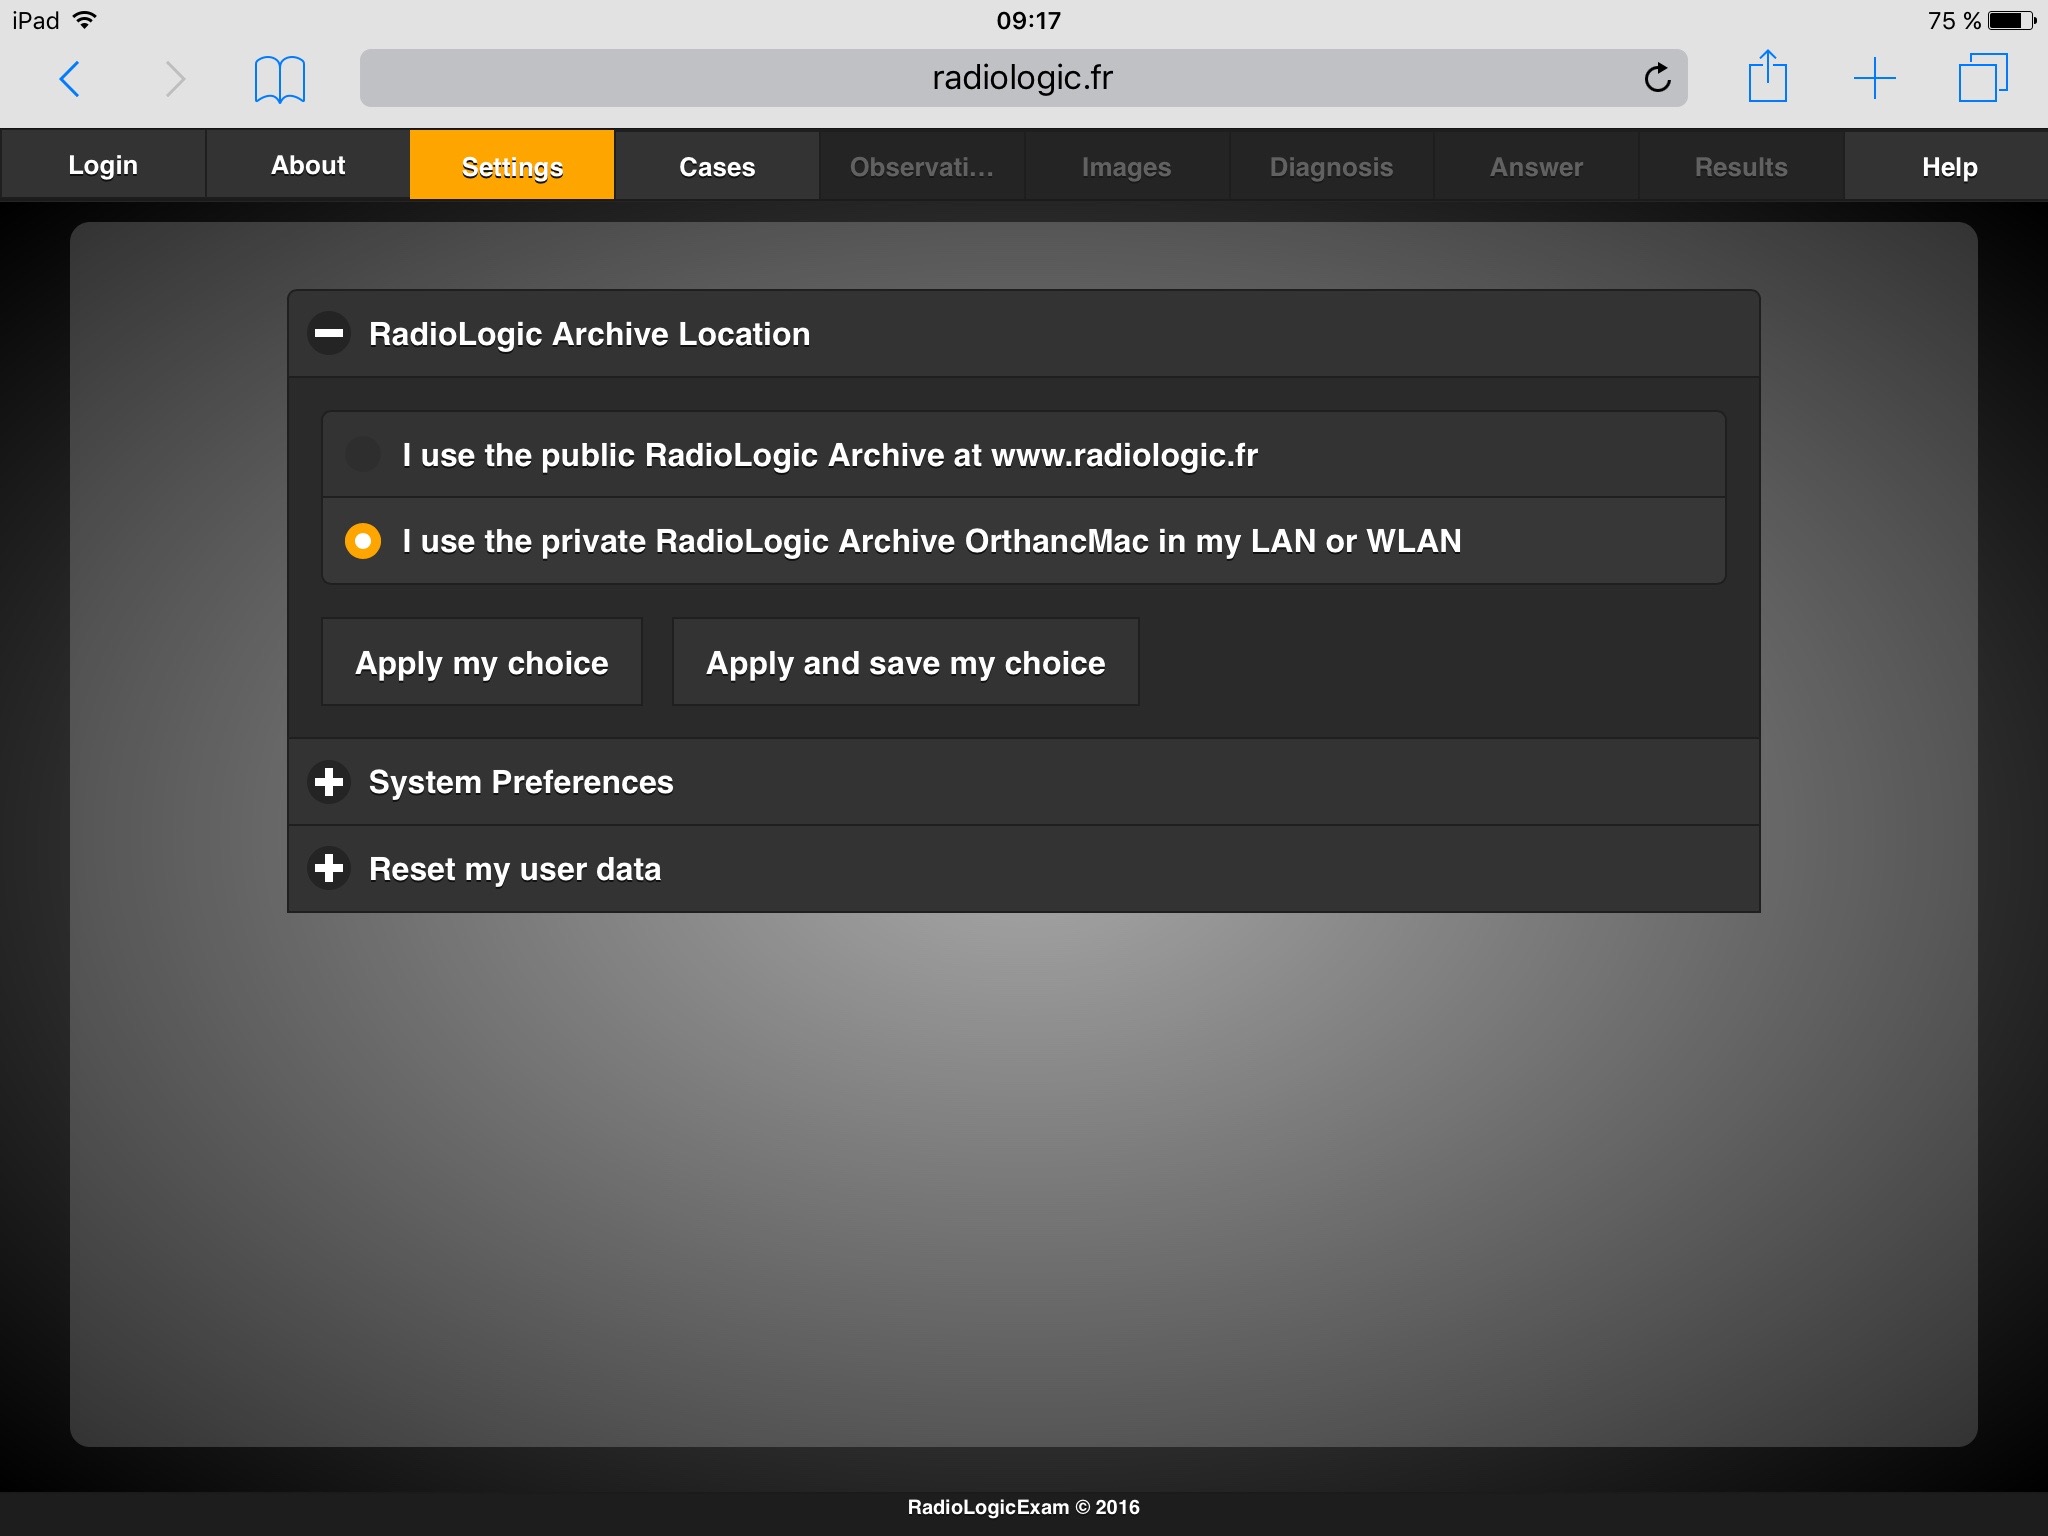 iPad 09:17 75 %
radiologic.fr
Login About Settings Cases Observati... Images Diagnosis Answer Results Help
RadioLogic Archive Location
I use the public RadioLogic Archive at www.radiologic.fr
I use the private RadioLogic Archive OrthancMac in my LAN or WLAN
Apply my choice Apply and save my choice
System Preferences
Reset my user data
RadioLogicExam © 2016